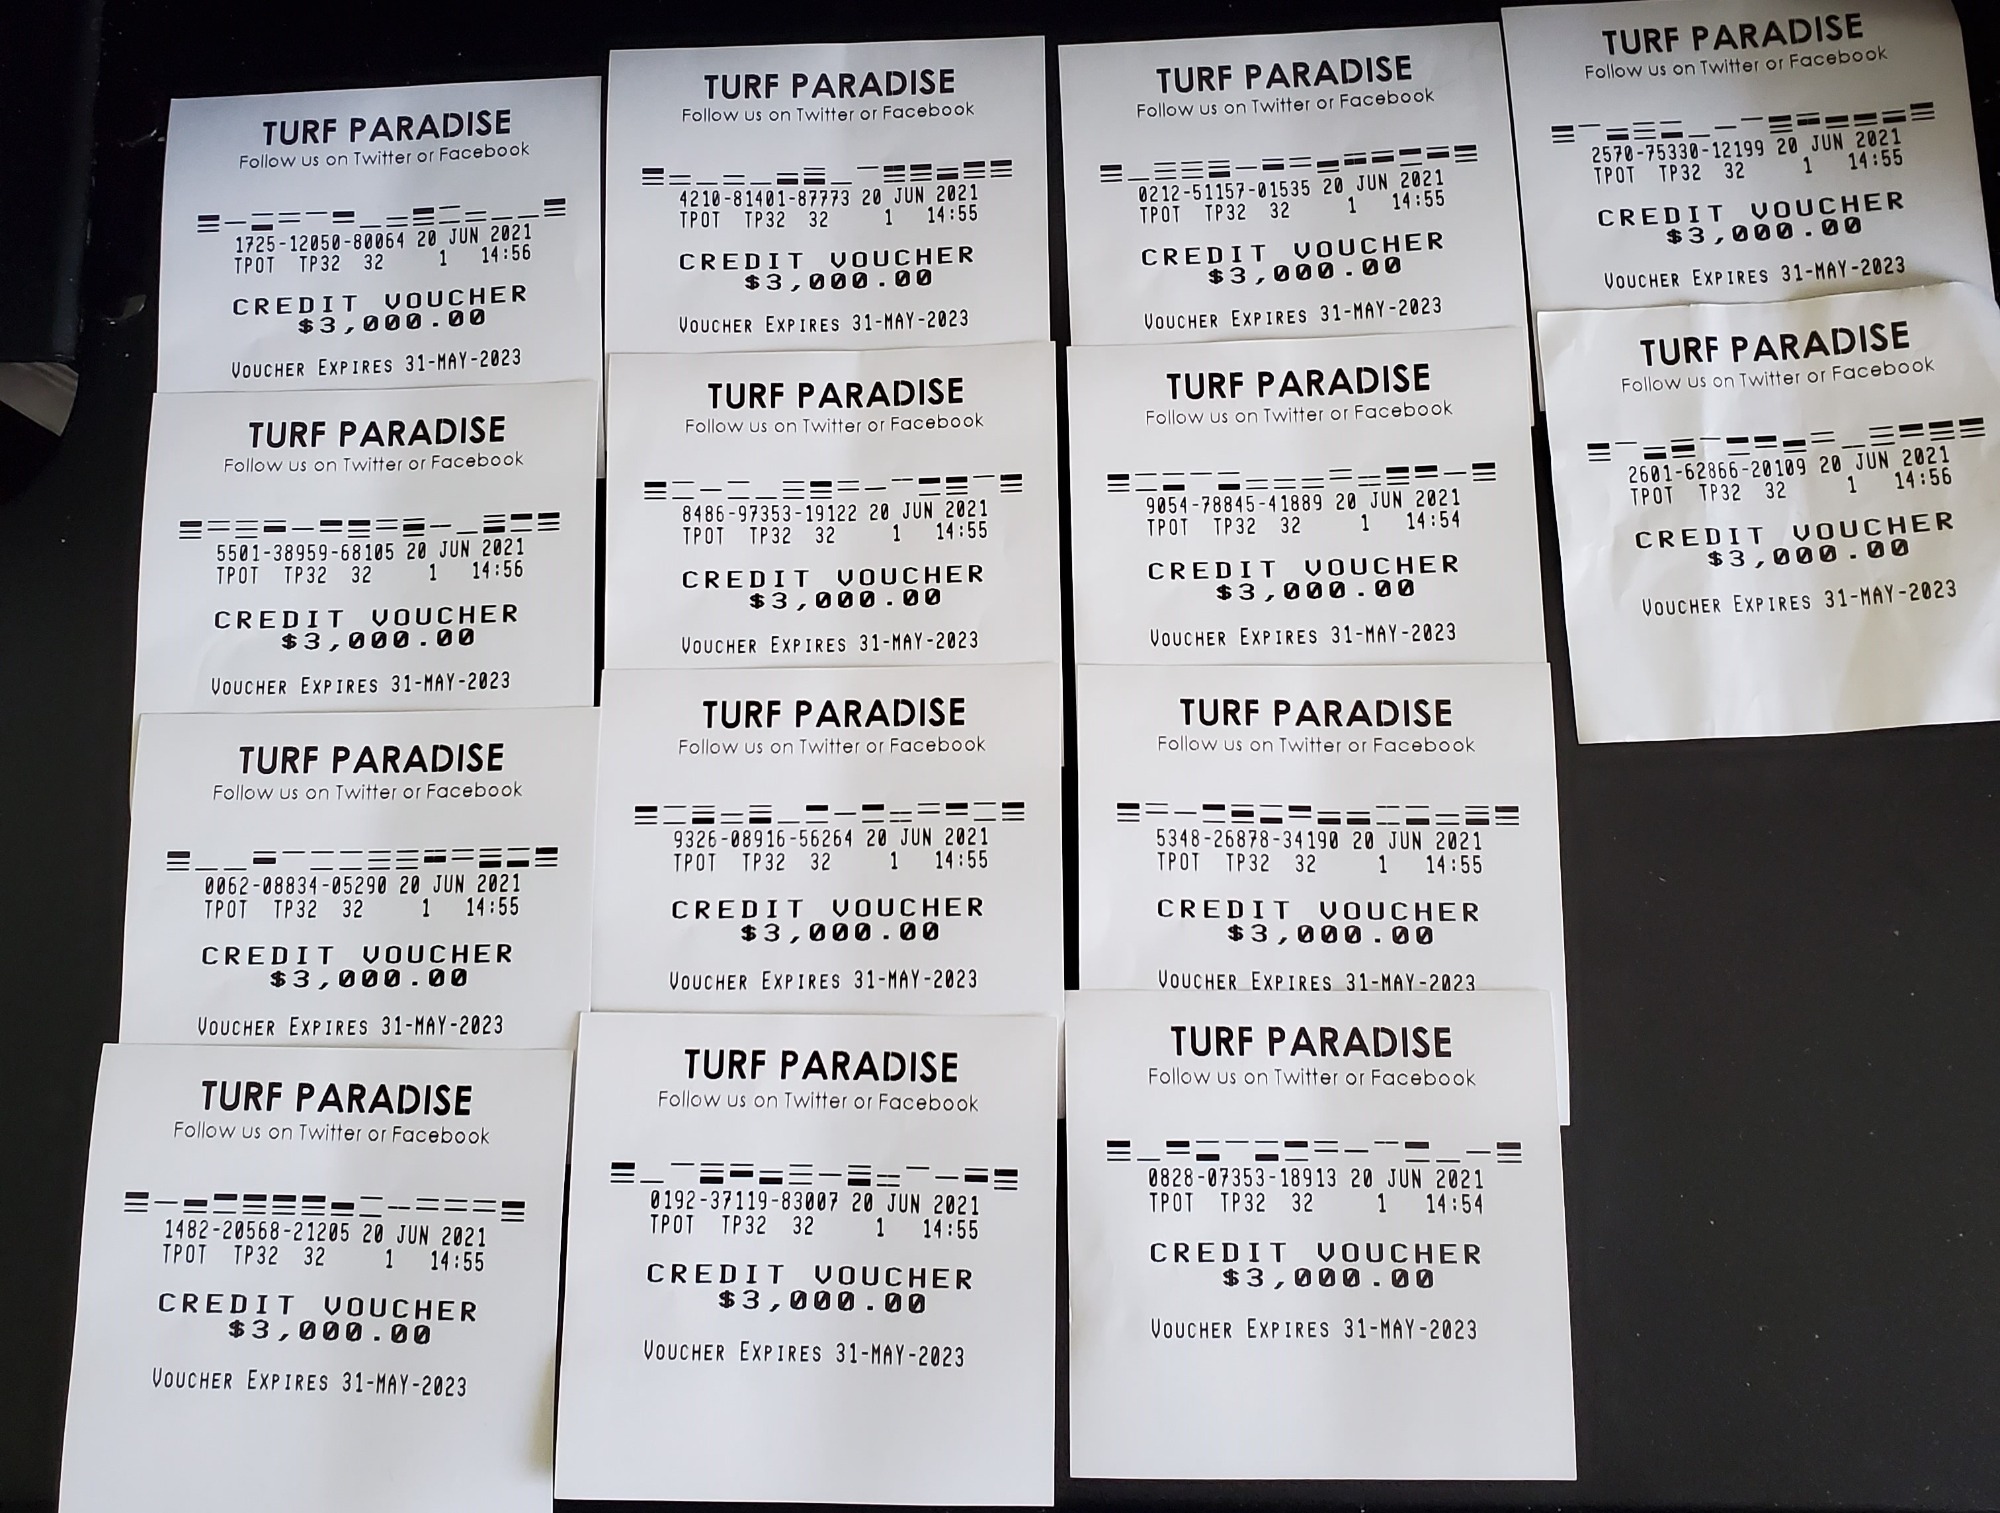 TURF PARADISE
Follow us on Twitter or Facebook
1725-12050-80064 20 JUN 2021
TPOT TP32 32 1 14:56
CREDIT VOUCHER
$3,000.00
VOUCHER EXPIRES 31-MAY-2023
TURF PARADISE
Follow us on Twitter or Facebook
5501-38959-68105 20 JUN 2021
TPOT TP32 32 1 14:56
CREDIT VOUCHER
$3,000.00
VOUCHER EXPIRES 31-MAY-2023
TURF PARADISE
Follow us on Twitter or Facebook
0062-08834-05290 20 JUN 2021
TPOT TP32 32 1 14:55
CREDIT VOUCHER
$3,000.00
VOUCHER EXPIRES 31-MAY-2023
TURF PARADISE
Follow us on Twitter or Facebook
1482-20568-21205 20 JUN 2021
TPOT TP32 32 1 14:55
CREDIT VOUCHER
$3,000.00
VOUCHER EXPIRES 31-MAY-2023
TURF PARADISE
Follow us on Twitter or Facebook
4210-81401-87773 20 JUN 2021
TPOT TP32 32 1 14:55
CREDIT VOUCHER
$3,000.00
VOUCHER EXPIRES 31-MAY-2023
TURF PARADISE
Follow us on Twitter or Facebook
8486-97353-19122 20 JUN 2021
TPOT TP32 32 1 14:55
CREDIT VOUCHER
$3,000.00
VOUCHER EXPIRES 31-MAY-2023
TURF PARADISE
Follow us on Twitter or Facebook
9326-08916-56264 20 JUN 2021
TPOT TP32 32 1 14:55
CREDIT VOUCHER
$3,000.00
VOUCHER EXPIRES 31-MAY-2023
TURF PARADISE
Follow us on Twitter or Facebook
0192-37119-83007 20 JUN 2021
TPOT TP32 32 1 14:55
CREDIT VOUCHER
$3,000.00
VOUCHER EXPIRES 31-MAY-2023
TURF PARADISE
Follow us on Twitter or Facebook
0212-51157-01535 20 JUN 2021
TPOT TP32 32 1 14:55
CREDIT VOUCHER
$3,000.00
VOUCHER EXPIRES 31-MAY-2023
TURF PARADISE
Follow us on Twitter or Facebook
9054-78845-41889 20 JUN 2021
TPOT TP32 32 1 14:54
CREDIT VOUCHER
$3,000.00
VOUCHER EXPIRES 31-MAY-2023
TURF PARADISE
Follow us on Twitter or Facebook
5348-26878-34190 20 JUN 2021
TPOT TP32 32 1 14:55
CREDIT VOUCHER
$3,000.00
VOUCHER EXPIRES 31-MAY-2023
TURF PARADISE
Follow us on Twitter or Facebook
0828-07353-18913 20 JUN 2021
TPOT TP32 32 1 14:54
CREDIT VOUCHER
$3,000.00
VOUCHER EXPIRES 31-MAY-2023
TURF PARADISE
Follow us on Twitter or Facebook
2570-75330-12199 20 JUN 2021
TPOT TP32 32 1 14:55
CREDIT VOUCHER
$3,000.00
VOUCHER EXPIRES 31-MAY-2023
TURF PARADISE
Follow us on Twitter or Facebook
2601-62866-20109 20 JUN 2021
TPOT TP32 32 1 14:56
CREDIT VOUCHER
$3,000.00
VOUCHER EXPIRES 31-MAY-2023